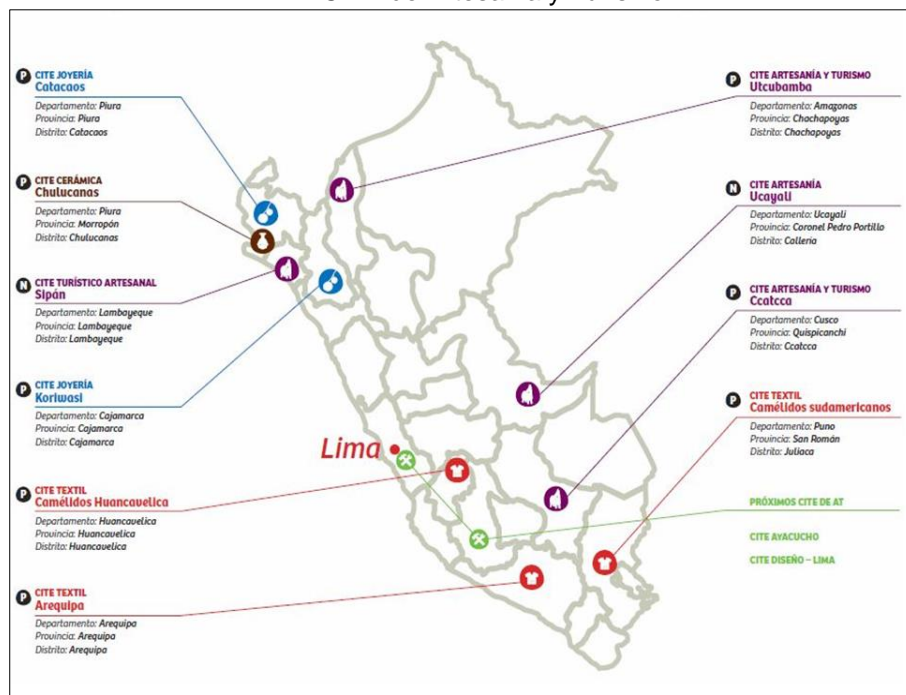 P CITE JOYERÍA
Catacaos
Departamento: Piura
Provincia: Piura
Distrito: Catacaos
P CITE CERÁMICA
Chulucanas
Departamento: Piura
Provincia: Morropón
Distrito: Chulucanas
N CITE TURÍSTICO ARTESANAL
Sipán
Departamento: Lambayeque
Provincia: Lambayeque
Distrito: Lambayeque
P CITE JOYERÍA
Koriwasi
Departamento: Cajamarca
Provincia: Cajamarca
Distrito: Cajamarca
P CITE TEXTIL
Camélidos Huancavelica
Departamento: Huancavelica
Provincia: Huancavelica
Distrito: Huancavelica
P CITE TEXTIL
Arequipa
Departamento: Arequipa
Provincia: Arequipa
Distrito: Arequipa
Lima
P CITE ARTESANÍA Y TURISMO
Utcubamba
Departamento: Amazonas
Provincia: Chachapoyas
Distrito: Chachapoyas
N CITE ARTESANÍA
Ucayali
Departamento: Ucayali
Provincia: Coronel Pedro Portillo
Distrito: Callería
P CITE ARTESANÍA Y TURISMO
Ccatcca
Departamento: Cusco
Provincia: Quispicanchi
Distrito: Ccatcca
P CITE TEXTIL
Camélidos sudamericanos
Departamento: Puno
Provincia: San Román
Distrito: Juliaca
PRÓXIMOS CITE DE AT
CITE AYACUCHO
CITE DISEÑO – LIMA